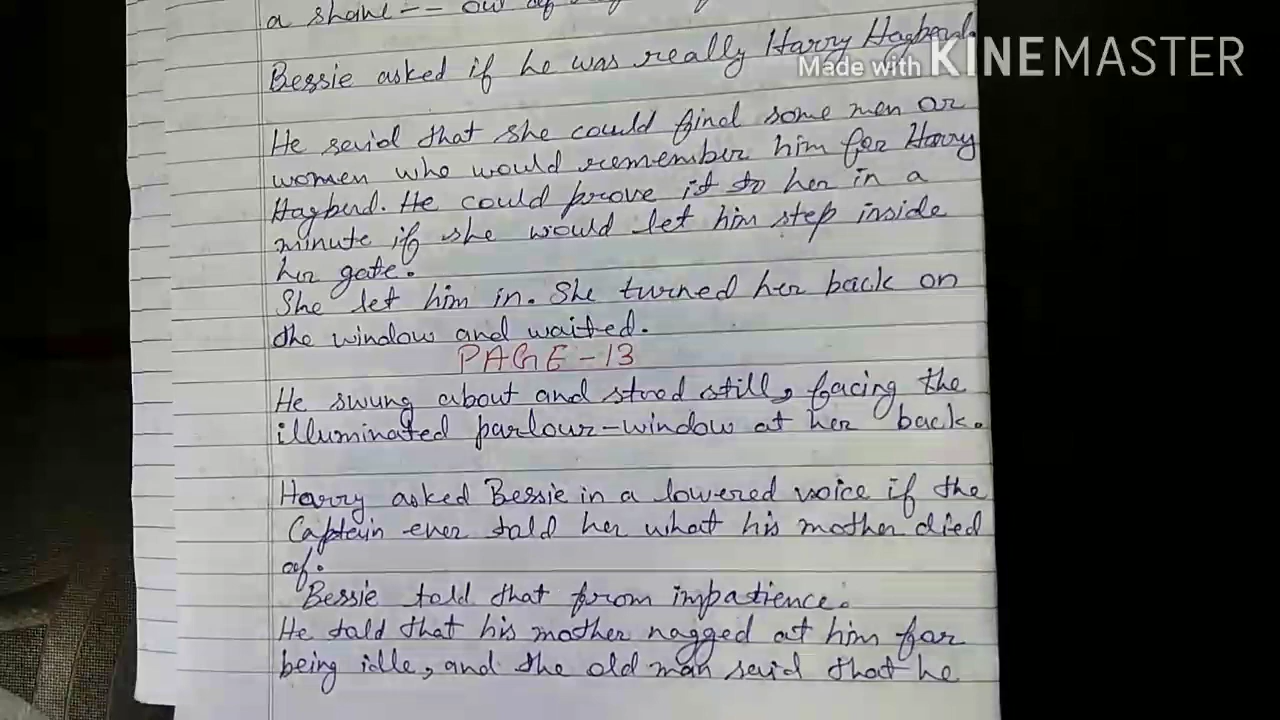 a shame -- out of
Bessie asked if he was really Harry Hagberd.
Made with KINEMASTER
He said that she could find some men or
women who would remember him for Harry
Hagberd. He could prove it to her in a
minute if she would let him step inside
her gate.
She let him in. She turned her back on
the window and waited.
PAGE-13
He swung about and stood still, facing the
illuminated parlour-window at her back.
Harry asked Bessie in a lowered voice if the
Captain ever told her what his mother died
of.
Bessie told that from impatience.
He told that his mother nagged at him for
being idle, and the old man said that he